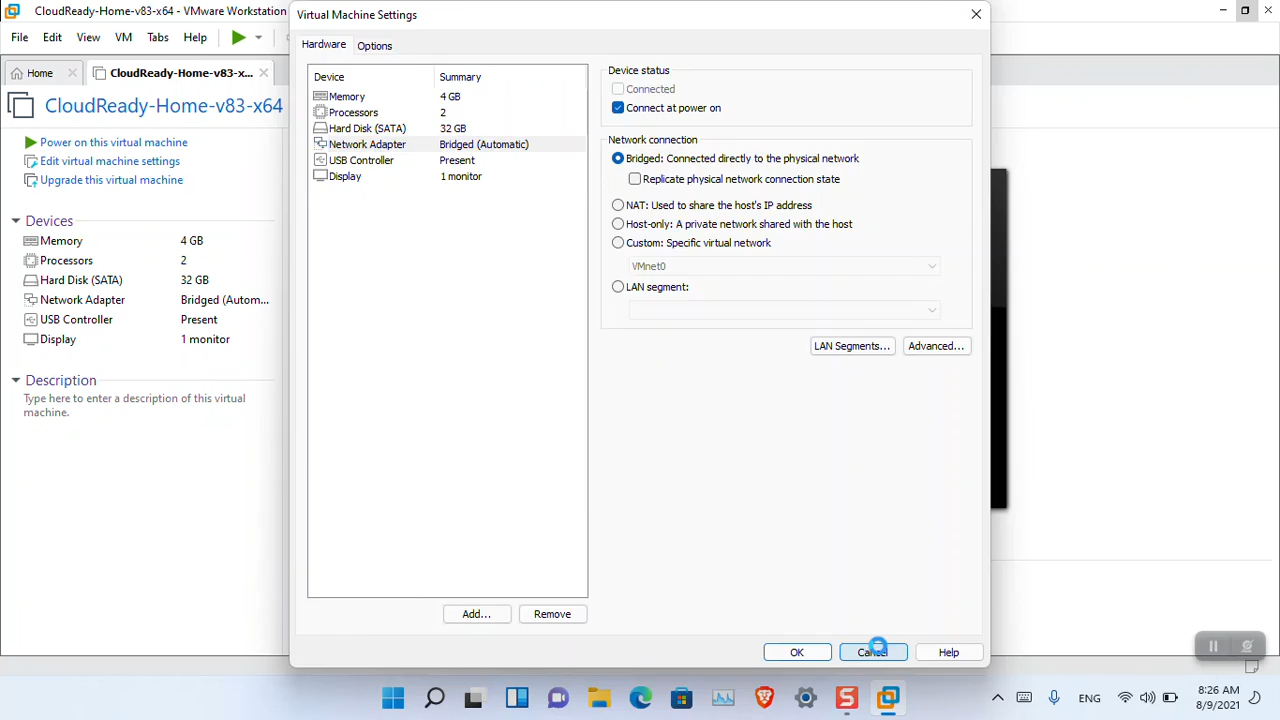 CloudReady-Home-v83-x64 - VMware Workstation
File Edit View VM Tabs Help
Home
CloudReady-Home-v83-x...
CloudReady-Home-v83-x64
Power on this virtual machine
Edit virtual machine settings
Upgrade this virtual machine
Devices
Memory 4 GB
Processors 2
Hard Disk (SATA) 32 GB
Network Adapter Bridged (Autom...
USB Controller Present
Display 1 monitor
Description
Type here to enter a description of this virtual
machine.
Virtual Machine Settings
Hardware Options
Device Summary
Memory 4 GB
Processors 2
Hard Disk (SATA) 32 GB
Network Adapter Bridged (Automatic)
USB Controller Present
Display 1 monitor
Add... Remove
Device status
Connected
Connect at power on
Network connection
Bridged: Connected directly to the physical network
Replicate physical network connection state
NAT: Used to share the host's IP address
Host-only: A private network shared with the host
Custom: Specific virtual network
VMnet0
LAN segment:
LAN Segments... Advanced...
OK Cancel Help
ENG
8:26 AM
8/9/2021